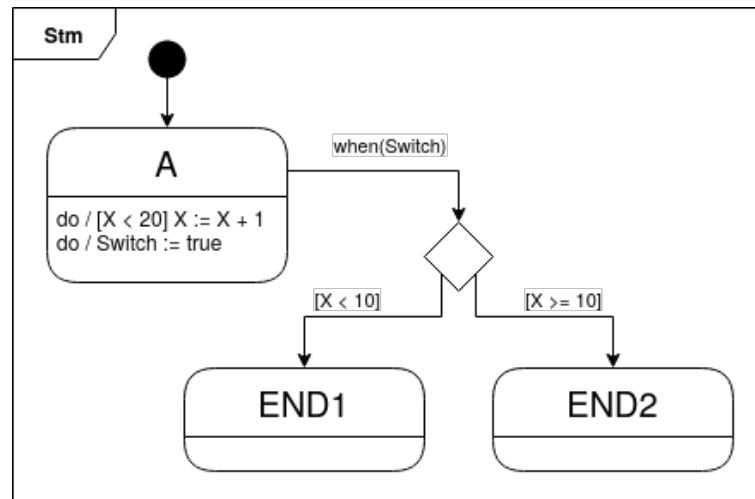 Stm
A
when(Switch)
do / [X < 20] X := X + 1
do / Switch := true
[X < 10]
[X >= 10]
END1
END2